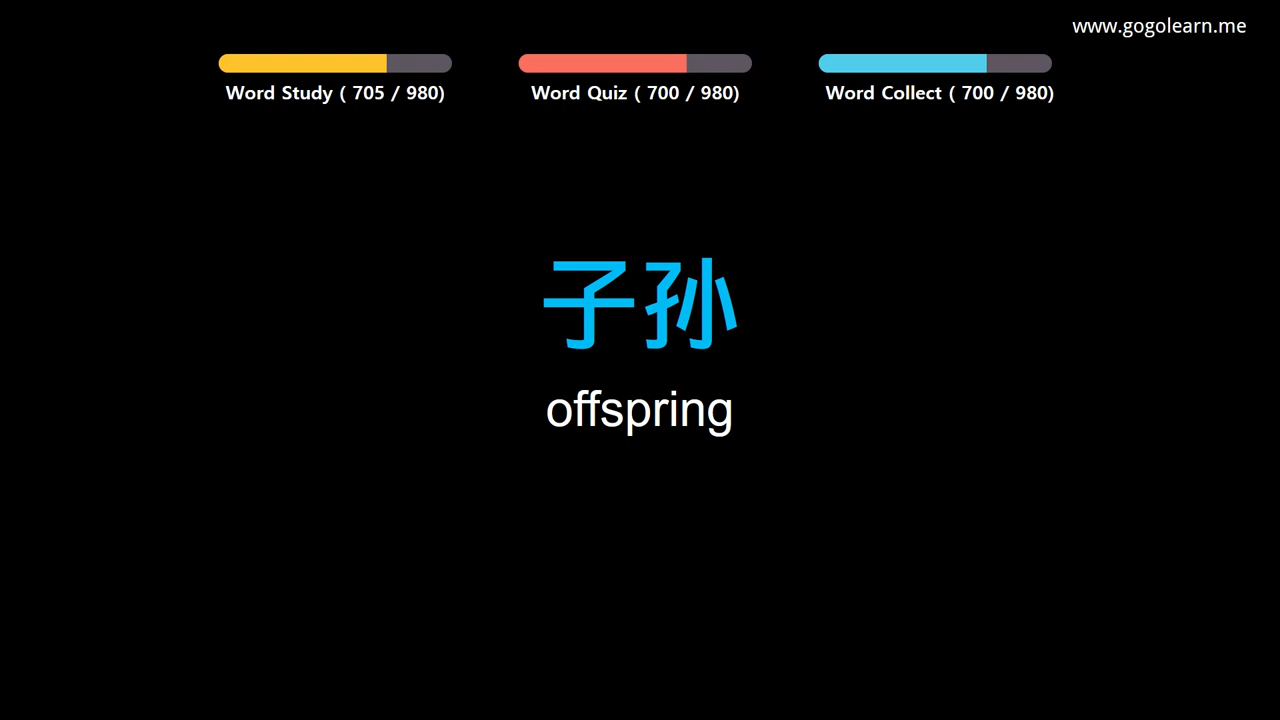 www.gogolearn.me
Word Study ( 705 / 980)
Word Quiz ( 700 / 980)
Word Collect ( 700 / 980)
子孙
offspring